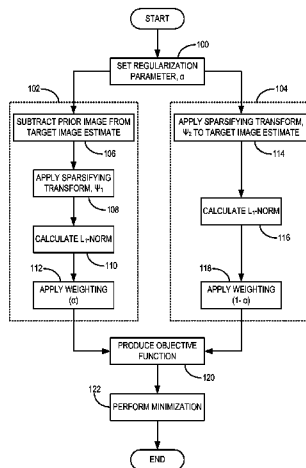 START
100
SET REGULARIZATION
PARAMETER, α
102
104
SUBTRACT PRIOR IMAGE FROM
TARGET IMAGE ESTIMATE
106
APPLY SPARSIFYING
TRANSFORM, Ψ₁
108
CALCULATE L₁-NORM
110
112
APPLY WEIGHTING
(α)
APPLY SPARSIFYING TRANSFORM,
Ψ₂ TO TARGET IMAGE ESTIMATE
114
CALCULATE L₁-NORM
116
118
APPLY WEIGHTING
(1- α)
PRODUCE OBJECTIVE
FUNCTION
120
122
PERFORM MINIMIZATION
END